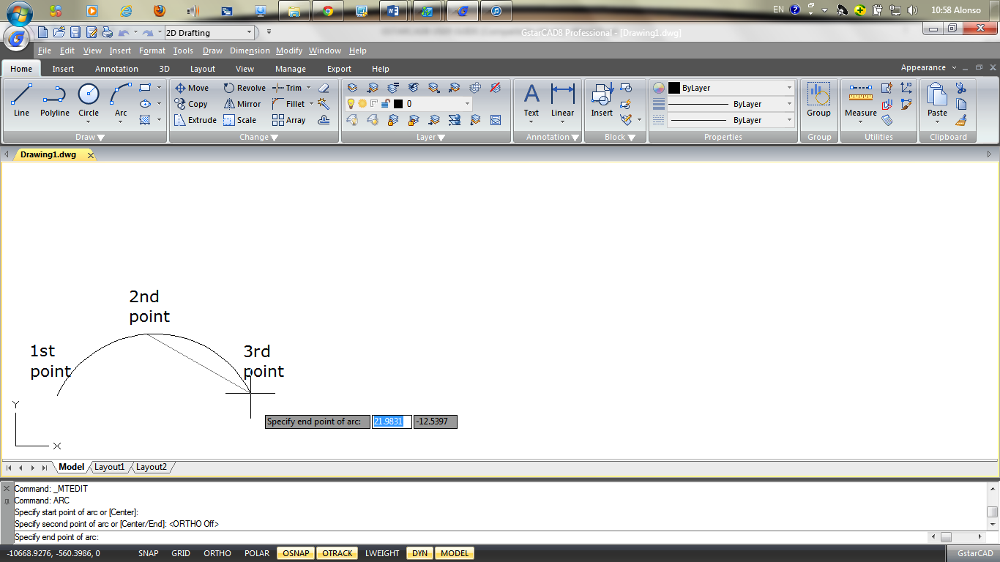 EN
10:58 Alonso
2D Drafting
GstarCAD8 Professional - [Drawing1.dwg]
File Edit View Insert Format Tools Draw Dimension Modify Window Help
Home Insert Annotation 3D Layout View Manage Export Help
Appearance
Move Revolve Trim
Copy Mirror Fillet
Extrude Scale Array
Line Polyline Circle Arc
0
Text Linear
Insert
ByLayer
ByLayer
ByLayer
Group
Measure
Paste
Draw Change Layer Annotation Block Properties Group Utilities Clipboard
Drawing1.dwg
2nd
point
1st
point
3rd
point
Y
X
Specify end point of arc: 21.9831 -12.5397
Model Layout1 Layout2
Command: _MTEDIT
Command: ARC
Specify start point of arc or [Center]:
Specify second point of arc or [Center/End]: <ORTHO Off>
Specify end point of arc:
-10668.9276, -560.3986, 0 SNAP GRID ORTHO POLAR OSNAP OTRACK LWEIGHT DYN MODEL GstarCAD